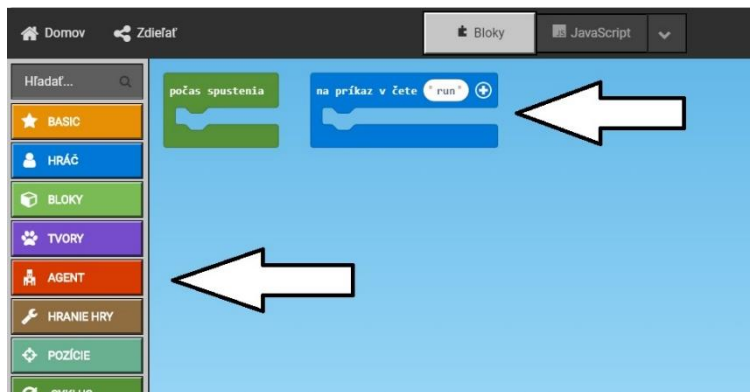 Domov Zdieľať Bloky JavaScript
Hľadať...
počas spustenia
na príkaz v čete "run"
BASIC
HRÁČ
BLOKY
TVORY
AGENT
HRANIE HRY
POZÍCIE